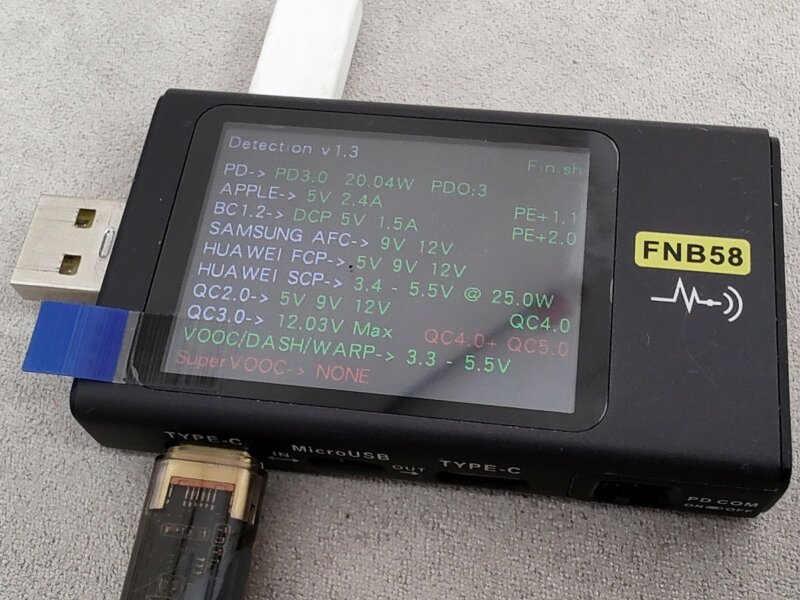 Detection v1.3
Finish
PD-> PD3.0 20.04W PDO:3
APPLE-> 5V 2.4A
PE+1.1
BC1.2-> DCP 5V 1.5A
PE+2.0
SAMSUNG AFC-> 9V 12V
HUAWEI FCP-> 5V 9V 12V
HUAWEI SCP-> 3.4 - 5.5V @ 25.0W
QC2.0-> 5V 9V 12V
QC4.0
QC3.0-> 12.03V Max
QC4.0+ QC5.0
VOOC/DASH/WARP-> 3.3 - 5.5V
SuperVOOC-> NONE
FNB58
TYPE-C
IN
MicroUSB
OUT
TYPE-C
PD COM
ON OFF